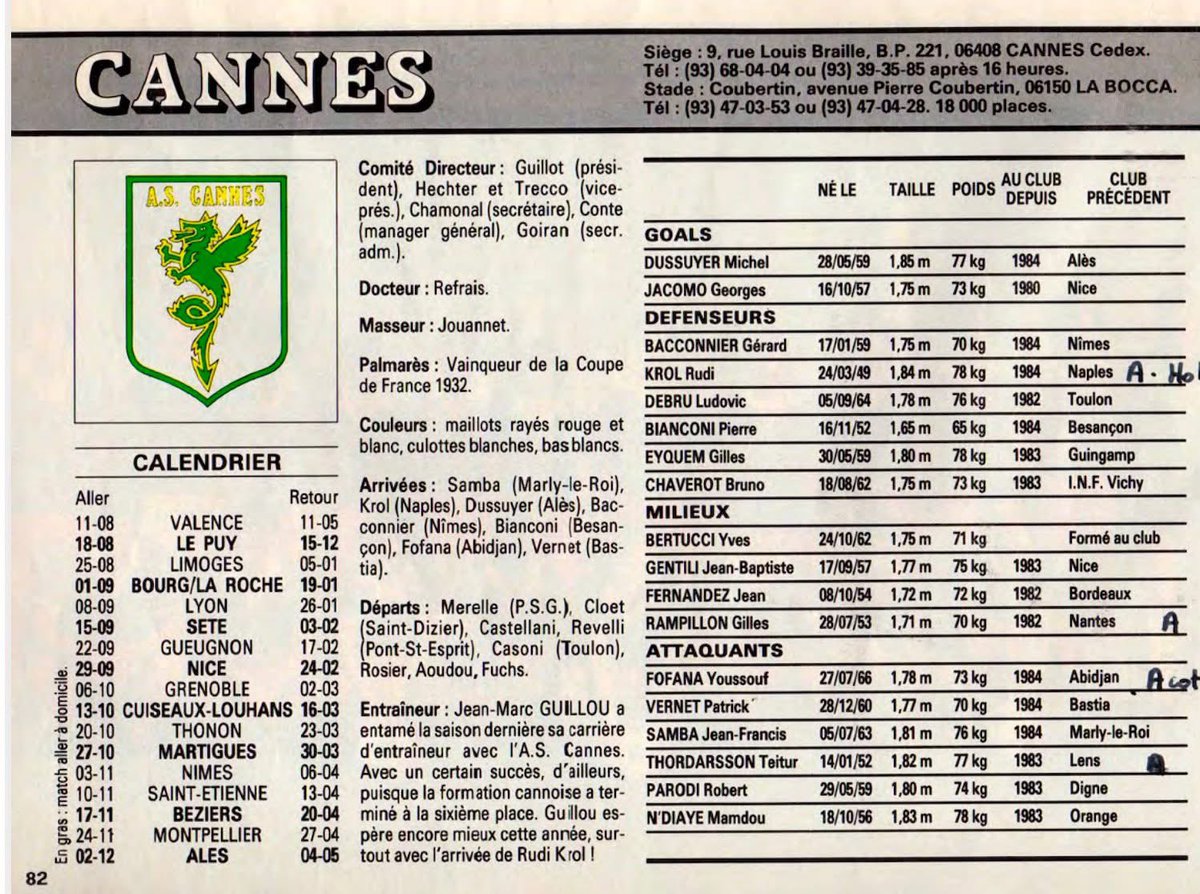 CANNES
Siège : 9, rue Louis Braille, B.P. 221, 06408 CANNES Cedex.
Tél : (93) 68-04-04 ou (93) 39-35-85 après 16 heures.
Stade : Coubertin, avenue Pierre Coubertin, 06150 LA BOCCA.
Tél : (93) 47-03-53 ou (93) 47-04-28. 18 000 places.
A.S. CANNES
CALENDRIER
Aller Retour
11-08 VALENCE 11-05
18-08 LE PUY 15-12
25-08 LIMOGES 05-01
01-09 BOURG/LA ROCHE 19-01
08-09 LYON 26-01
15-09 SETE 03-02
22-09 GUEUGNON 17-02
29-09 NICE 24-02
06-10 GRENOBLE 02-03
13-10 CUISEAUX-LOUHANS 16-03
20-10 THONON 23-03
27-10 MARTIGUES 30-03
03-11 NIMES 06-04
10-11 SAINT-ETIENNE 13-04
17-11 BEZIERS 20-04
24-11 MONTPELLIER 27-04
02-12 ALES 04-05
En gras : match aller à domicile.
82
Comité Directeur : Guillot (prési-
dent), Hechter et Trecco (vice-
prés.), Chamonal (secrétaire), Conte
(manager général), Goiran (secr.
adm.).
Docteur : Refrais.
Masseur : Jouannet.
Palmarès : Vainqueur de la Coupe
de France 1932.
Couleurs : maillots rayés rouge et
blanc, culottes blanches, bas blancs.
Arrivées : Samba (Marly-le-Roi),
Krol (Naples), Dussuyer (Alès), Bac-
connier (Nîmes), Bianconi (Besan-
çon), Fofana (Abidjan), Vernet (Bas-
tia).
Départs : Merelle (P.S.G.), Cloet
(Saint-Dizier), Castellani, Revelli
(Pont-St-Esprit), Casoni (Toulon),
Rosier, Aoudou, Fuchs.
Entraîneur : Jean-Marc GUILLOU a
entamé la saison dernière sa carrière
d'entraîneur avec l'A.S. Cannes.
Avec un certain succès, d'ailleurs,
puisque la formation cannoise a ter-
miné à la sixième place. Guillou es-
père encore mieux cette année, sur-
tout avec l'arrivée de Rudi Krol !
NÉ LE TAILLE POIDS AU CLUB DEPUIS CLUB PRÉCÉDENT
GOALS
DUSSUYER Michel 28/05/59 1,85 m 77 kg 1984 Alès
JACOMO Georges 16/10/57 1,75 m 73 kg 1980 Nice
DEFENSEURS
BACCONNIER Gérard 17/01/59 1,75 m 70 kg 1984 Nîmes
KROL Rudi 24/03/49 1,84 m 78 kg 1984 Naples A. Hol
DEBRU Ludovic 05/09/64 1,78 m 76 kg 1982 Toulon
BIANCONI Pierre 16/11/52 1,65 m 65 kg 1984 Besançon
EYQUEM Gilles 30/05/59 1,80 m 78 kg 1983 Guingamp
CHAVEROT Bruno 18/08/62 1,75 m 73 kg 1983 I.N.F. Vichy
MILIEUX
BERTUCCI Yves 24/10/62 1,75 m 71 kg Formé au club
GENTILI Jean-Baptiste 17/09/57 1,77 m 75 kg 1983 Nice
FERNANDEZ Jean 08/10/54 1,72 m 72 kg 1982 Bordeaux
RAMPILLON Gilles 28/07/53 1,71 m 70 kg 1982 Nantes A
ATTAQUANTS
FOFANA Youssouf 27/07/66 1,78 m 73 kg 1984 Abidjan A cot
VERNET Patrick 28/12/60 1,77 m 70 kg 1984 Bastia
SAMBA Jean-Francis 05/07/63 1,81 m 76 kg 1984 Marly-le-Roi
THORDARSSON Teitur 14/01/52 1,82 m 77 kg 1983 Lens A
PARODI Robert 29/05/59 1,80 m 74 kg 1983 Digne
N'DIAYE Mamdou 18/10/56 1,83 m 78 kg 1983 Orange